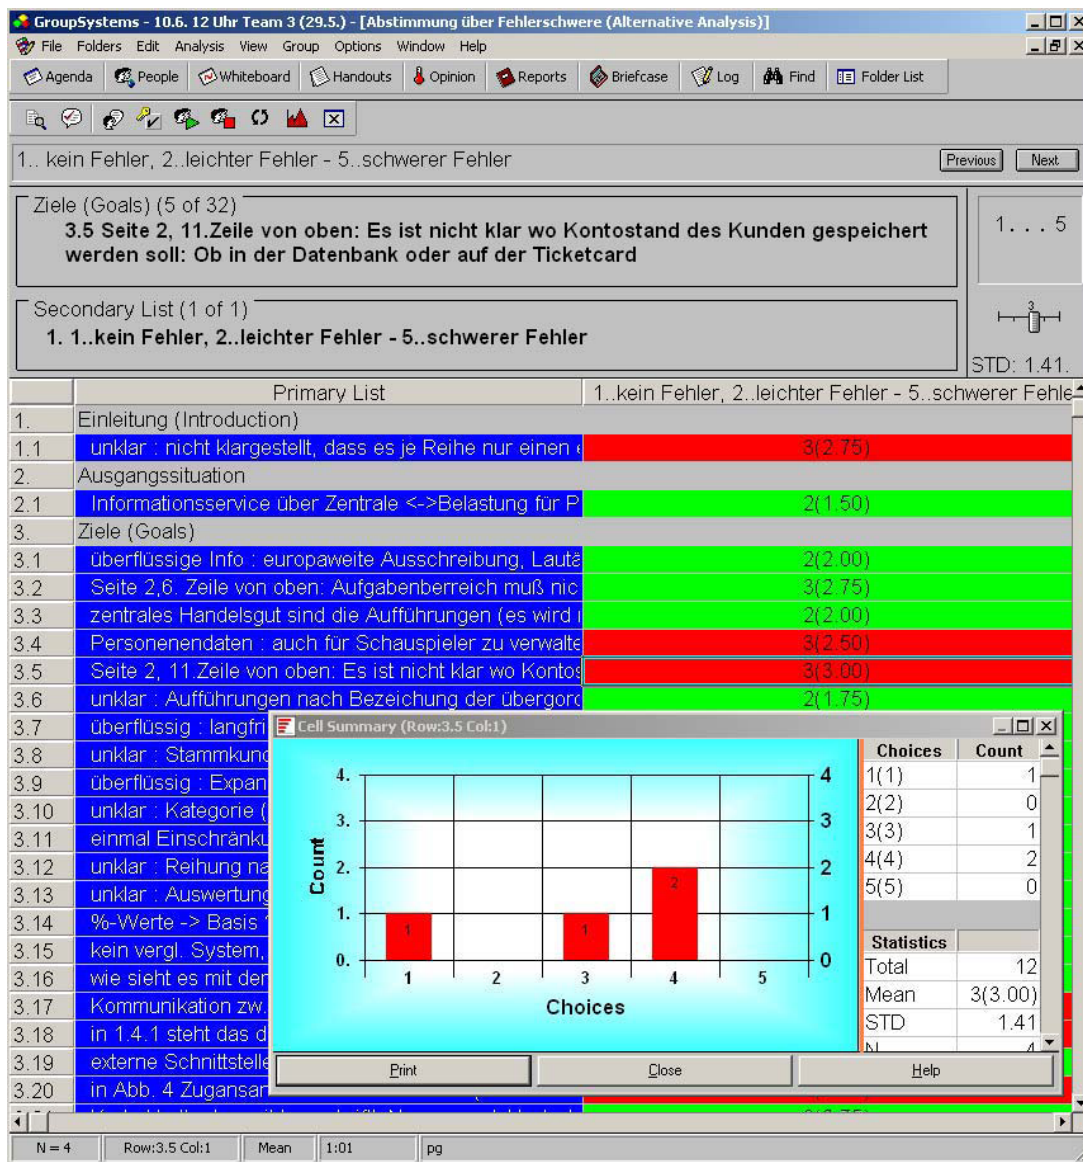 GroupSystems - 10.6. 12 Uhr Team 3 (29.5.) - [Abstimmung über Fehlerschwere (Alternative Analysis)]
File Folders Edit Analysis View Group Options Window Help
Agenda People Whiteboard Handouts Opinion Reports Briefcase Log Find Folder List
1.. kein Fehler, 2..leichter Fehler - 5..schwerer Fehler Previous Next
Ziele (Goals) (5 of 32)
3.5 Seite 2, 11.Zeile von oben: Es ist nicht klar wo Kontostand des Kunden gespeichert
werden soll: Ob in der Datenbank oder auf der Ticketcard
1 . . . 5
Secondary List (1 of 1)
1. 1..kein Fehler, 2..leichter Fehler - 5..schwerer Fehler
3
STD: 1.41.
Primary List 1..kein Fehler, 2..leichter Fehler - 5..schwerer Fehle
1. Einleitung (Introduction)
1.1 unklar : nicht klargestellt, dass es je Reihe nur einen 3(2.75)
2. Ausgangssituation
2.1 Informationsservice über Zentrale <->Belastung für P 2(1.50)
3. Ziele (Goals)
3.1 überflüssige Info : europaweite Ausschreibung, Lautä 2(2.00)
3.2 Seite 2,6. Zeile von oben: Aufgabenberreich muß nic 3(2.75)
3.3 zentrales Handelsgut sind die Aufführungen (es wird 2(2.00)
3.4 Personenendaten : auch für Schauspieler zu verwalte 3(2.50)
3.5 Seite 2, 11.Zeile von oben: Es ist nicht klar wo Kontos 3(3.00)
3.6 unklar : Aufführungen nach Bezeichung der übergord 2(1.75)
3.7 überflüssig : langfri
3.8 unklar : Stammkund
3.9 überflüssig : Expan
3.10 unklar : Kategorie (
3.11 einmal Einschränku
3.12 unklar : Reihung na
3.13 unklar : Auswertung
3.14 %-Werte -> Basis
3.15 kein vergl. System,
3.16 wie sieht es mit der
3.17 Kommunikation zw.
3.18 in 1.4.1 steht das d
3.19 externe Schnittstelle
3.20 in Abb. 4 Zugansar
Cell Summary (Row:3.5 Col:1)
Choices Count
1(1) 1
2(2) 0
3(3) 1
4(4) 2
5(5) 0
Statistics
Total 12
Mean 3(3.00)
STD 1.41
N 4
4. 4
3. 3
2. 2
1. 1
0. 0
Count
1 1 2
1 2 3 4 5
Choices
Print Close Help
N = 4 Row:3.5 Col:1 Mean 1:01 pg